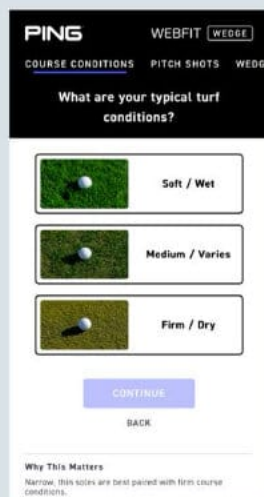 PING WEBFIT WEDGE
COURSE CONDITIONS PITCH SHOTS WEDG
What are your typical turf
conditions?
Soft / Wet
Medium / Varies
Firm / Dry
CONTINUE
BACK
Why This Matters
Narrow, thin soles are best paired with firm course
conditions.